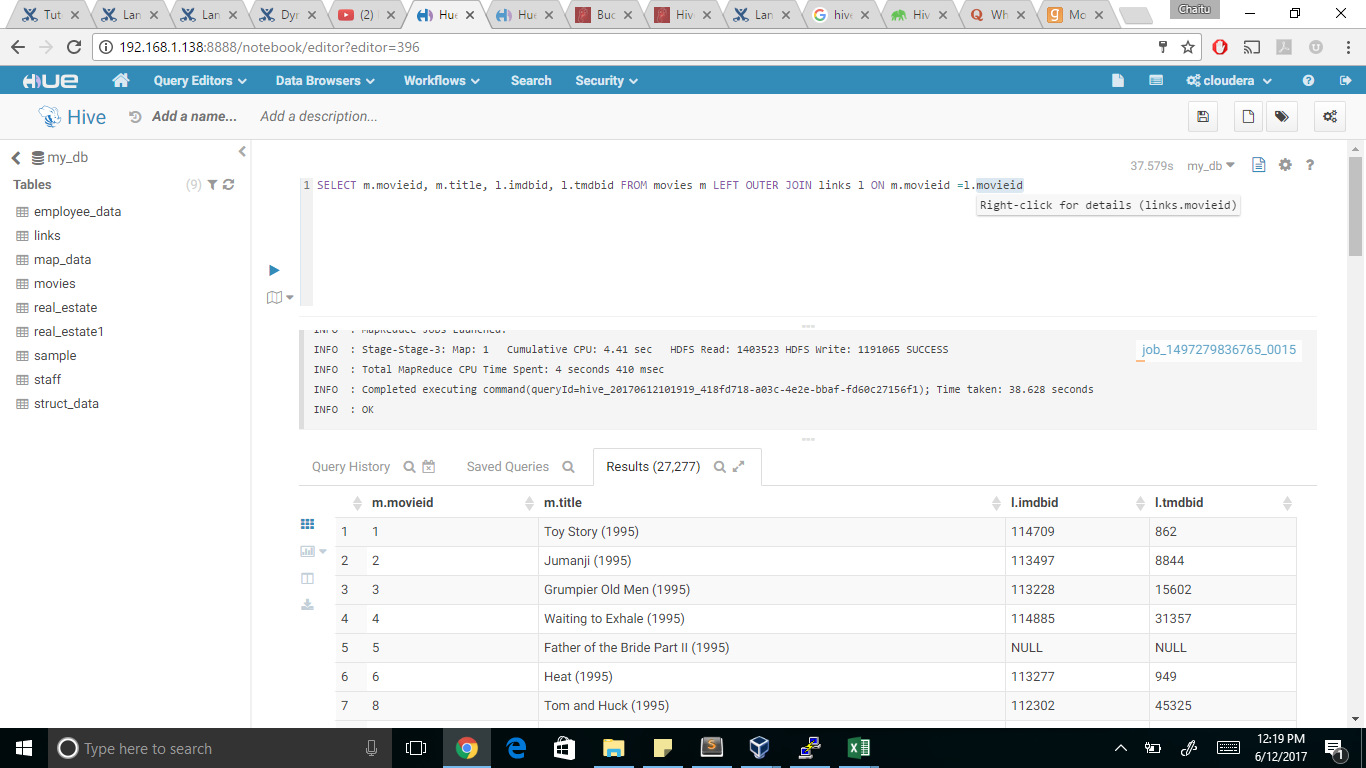 Tut
Lan
Lan
Dyn
(2)
Hue
Hue
Buc
Hiv
Lan
hive
Hiv
Wh
Mo
Chaitu
192.168.1.138:8888/notebook/editor?editor=396
HUE Query Editors Data Browsers Workflows Search Security cloudera
Hive Add a name... Add a description...
my_db
Tables (9)
employee_data
links
map_data
movies
real_estate
real_estate1
sample
staff
struct_data
37.579s my_db ?
1 SELECT m.movieid, m.title, l.imdbid, l.tmdbid FROM movies m LEFT OUTER JOIN links l ON m.movieid =l.movieid
Right-click for details (links.movieid)
INFO : MapReduce Jobs Launched:
INFO : Stage-Stage-3: Map: 1 Cumulative CPU: 4.41 sec HDFS Read: 1403523 HDFS Write: 1191065 SUCCESS
job_1497279836765_0015
INFO : Total MapReduce CPU Time Spent: 4 seconds 410 msec
INFO : Completed executing command(queryId=hive_20170612101919_418fd718-a03c-4e2e-bbaf-fd60c27156f1); Time taken: 38.628 seconds
INFO : OK
Query History Saved Queries Results (27,277)
m.movieid m.title l.imdbid l.tmdbid
1 1 Toy Story (1995) 114709 862
2 2 Jumanji (1995) 113497 8844
3 3 Grumpier Old Men (1995) 113228 15602
4 4 Waiting to Exhale (1995) 114885 31357
5 5 Father of the Bride Part II (1995) NULL NULL
6 6 Heat (1995) 113277 949
7 8 Tom and Huck (1995) 112302 45325
Type here to search
12:19 PM
6/12/2017
1